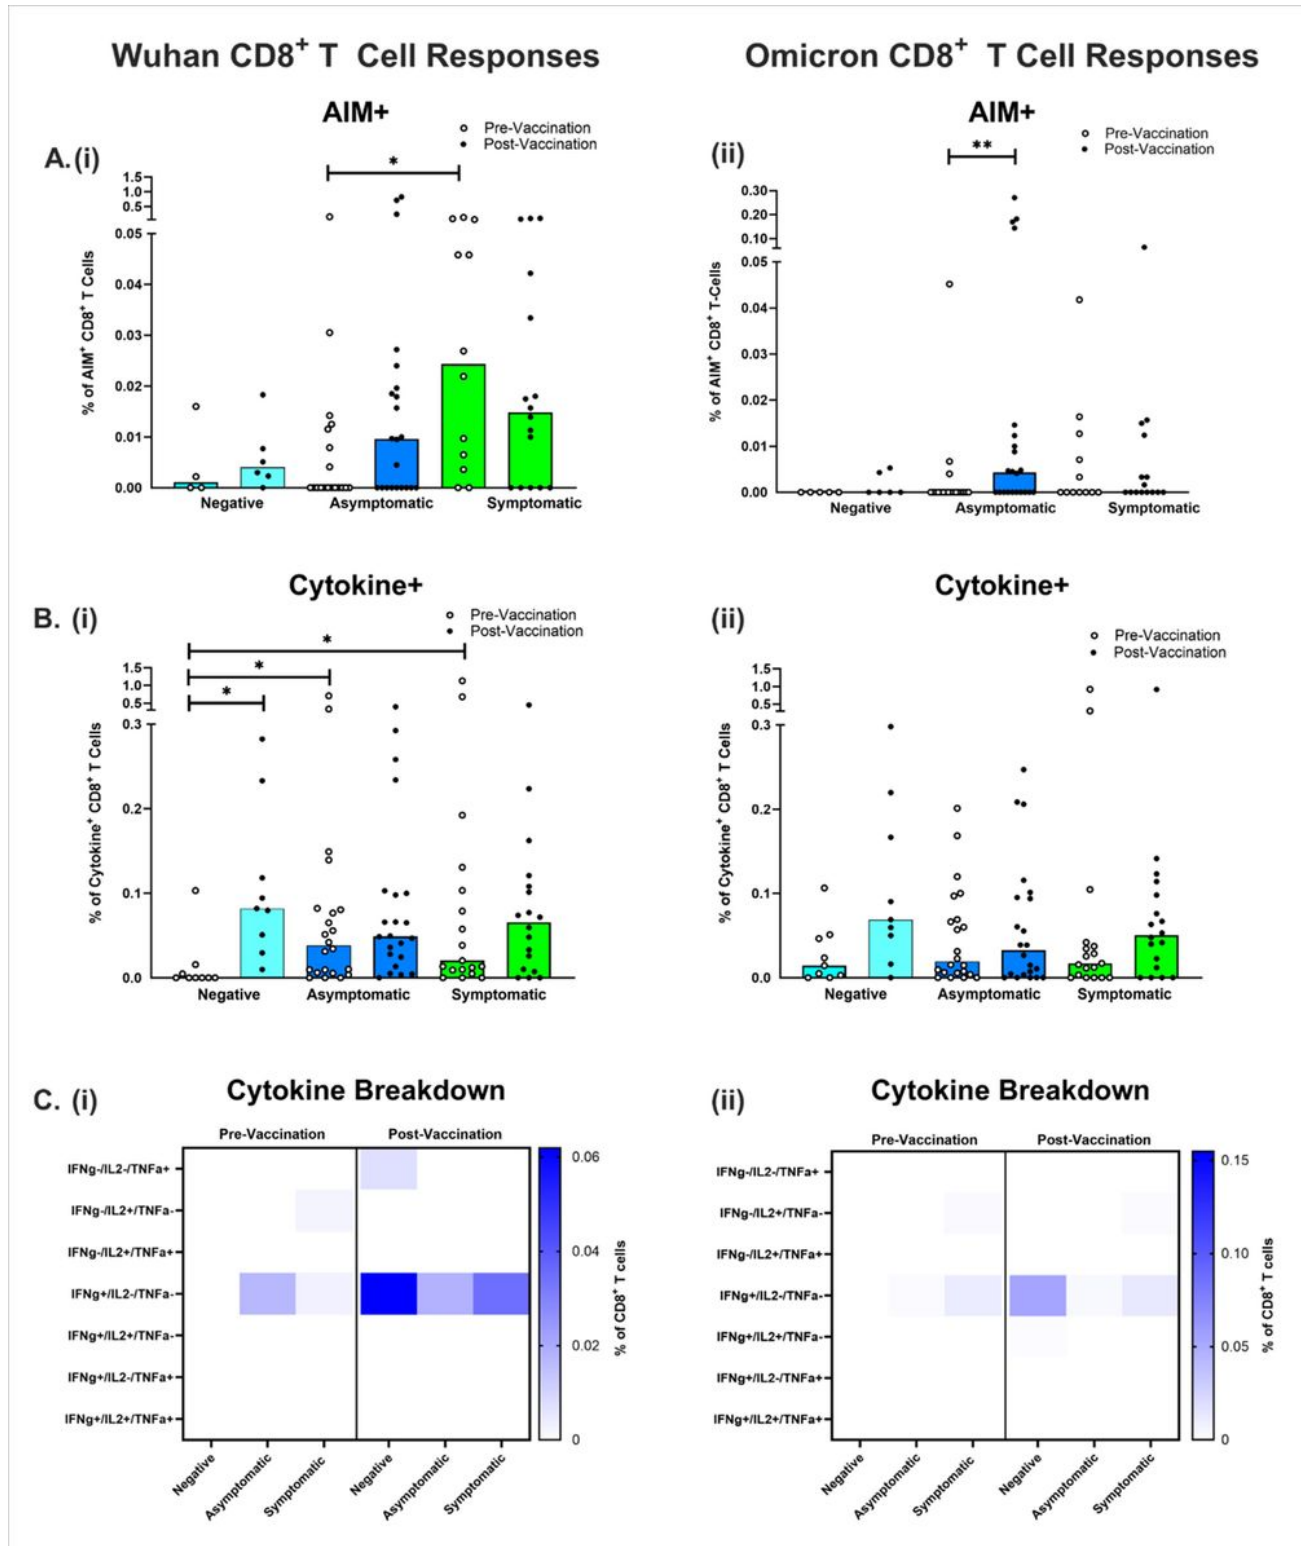 Wuhan CD8+ T Cell Responses
Omicron CD8+ T Cell Responses
AIM+
Pre-Vaccination
Post-Vaccination
A. (i)
*
1.5
1.0
0.5
0.05
0.04
0.03
0.02
0.01
0.00
% of AIM+ CD8+ T Cells
Negative
Asymptomatic
Symptomatic
AIM+
Pre-Vaccination
Post-Vaccination
(ii)
**
0.30
0.20
0.10
0.05
0.04
0.03
0.02
0.01
0.00
% of AIM+ CD8+ T-Cells
Negative
Asymptomatic
Symptomatic
Cytokine+
Pre-Vaccination
Post-Vaccination
B. (i)
*
*
*
1.5
1.0
0.5
0.3
0.2
0.1
0.0
% of Cytokine+ CD8+ T Cells
Negative
Asymptomatic
Symptomatic
Cytokine+
(ii)
Pre-Vaccination
Post-Vaccination
1.5
1.0
0.5
0.3
0.2
0.1
0.0
% of Cytokine+ CD8+ T Cells
Negative
Asymptomatic
Symptomatic
Cytokine Breakdown
C. (i)
Pre-Vaccination
Post-Vaccination
IFNg-/IL2-/TNFa+
IFNg-/IL2+/TNFa-
IFNg-/IL2+/TNFa+
IFNg+/IL2-/TNFa-
IFNg+/IL2+/TNFa-
IFNg+/IL2-/TNFa+
IFNg+/IL2+/TNFa+
Negative
Asymptomatic
Symptomatic
Negative
Asymptomatic
Symptomatic
0.06
0.04
0.02
0
% of CD8+ T cells
Cytokine Breakdown
(ii)
Pre-Vaccination
Post-Vaccination
IFNg-/IL2-/TNFa+
IFNg-/IL2+/TNFa-
IFNg-/IL2+/TNFa+
IFNg+/IL2-/TNFa-
IFNg+/IL2+/TNFa-
IFNg+/IL2-/TNFa+
IFNg+/IL2+/TNFa+
Negative
Asymptomatic
Symptomatic
Negative
Asymptomatic
Symptomatic
0.15
0.10
0.05
0
% of CD8+ T cells